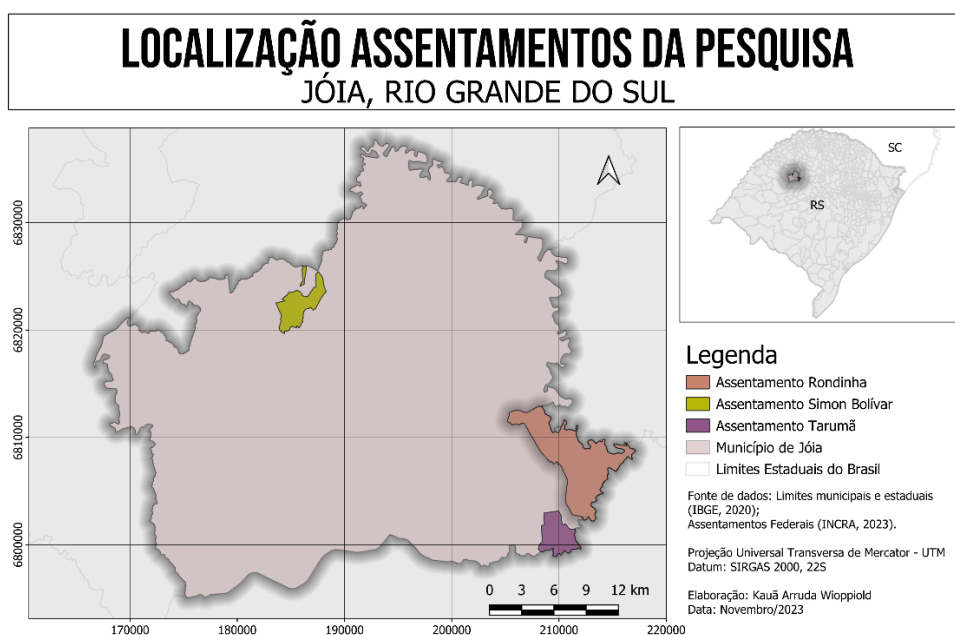 LOCALIZAÇÃO ASSENTAMENTOS DA PESQUISA
JÓIA, RIO GRANDE DO SUL
6830000
6820000
6810000
6800000
170000
180000
190000
200000
210000
220000
0 3 6 9 12 km
SC
RS
Legenda
Assentamento Rondinha
Assentamento Simon Bolívar
Assentamento Tarumã
Município de Jóia
Limites Estaduais do Brasil
Fonte de dados: Limites municipais e estaduais
(IBGE, 2020);
Assentamentos Federais (INCRA, 2023).
Projeção Universal Transversa de Mercator - UTM
Datum: SIRGAS 2000, 22S
Elaboração: Kauã Arruda Wioppiold
Data: Novembro/2023